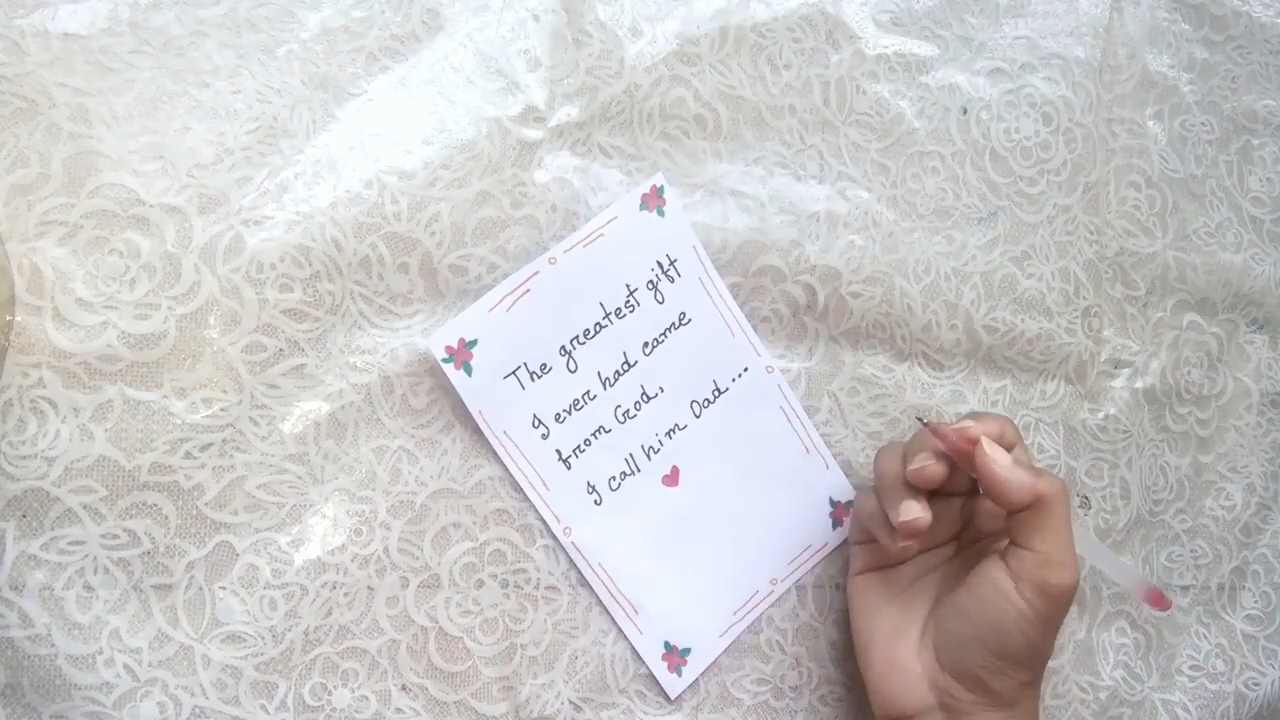 The greatest gift
I ever had came
from God,
I call him Dad...